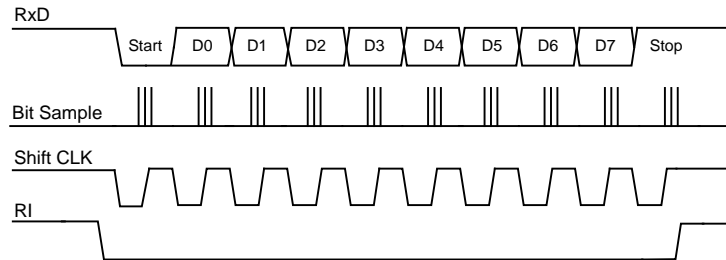 RxD
Start D0 D1 D2 D3 D4 D5 D6 D7 Stop
Bit Sample
Shift CLK
RI